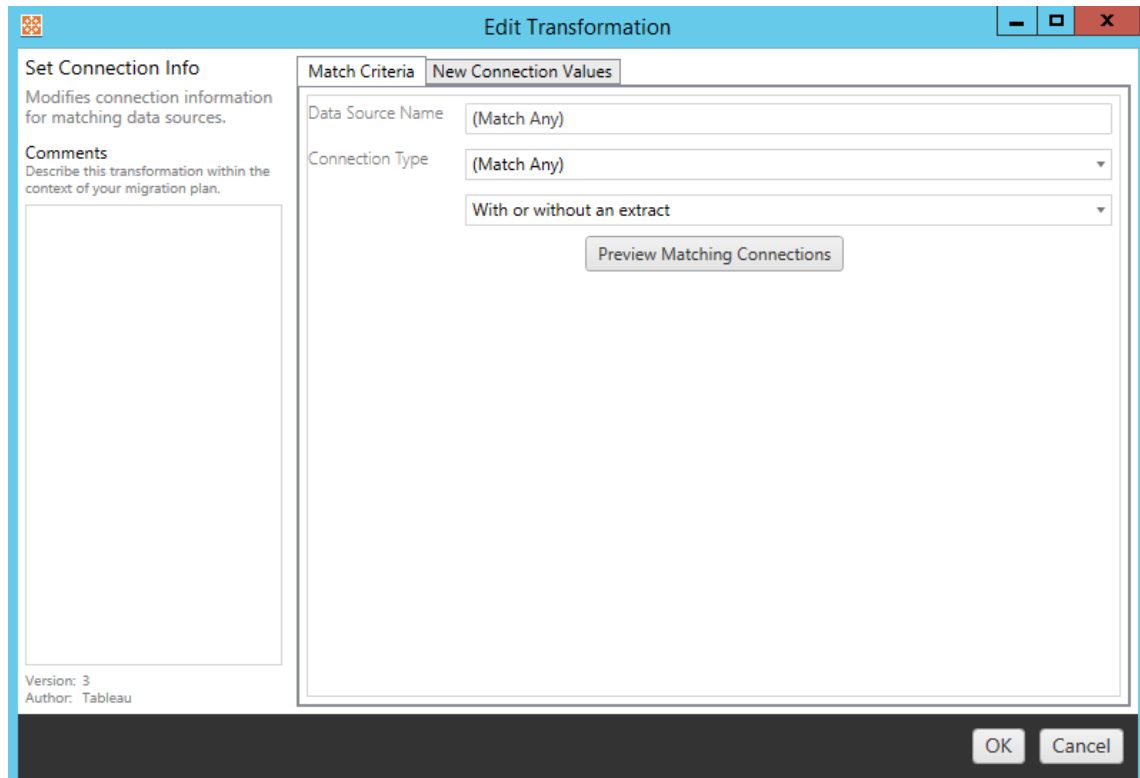 Edit Transformation
Set Connection Info
Modifies connection information
for matching data sources.
Comments
Describe this transformation within the
context of your migration plan.
Version: 3
Author: Tableau
Match Criteria
New Connection Values
Data Source Name
(Match Any)
Connection Type
(Match Any)
With or without an extract
Preview Matching Connections
OK
Cancel